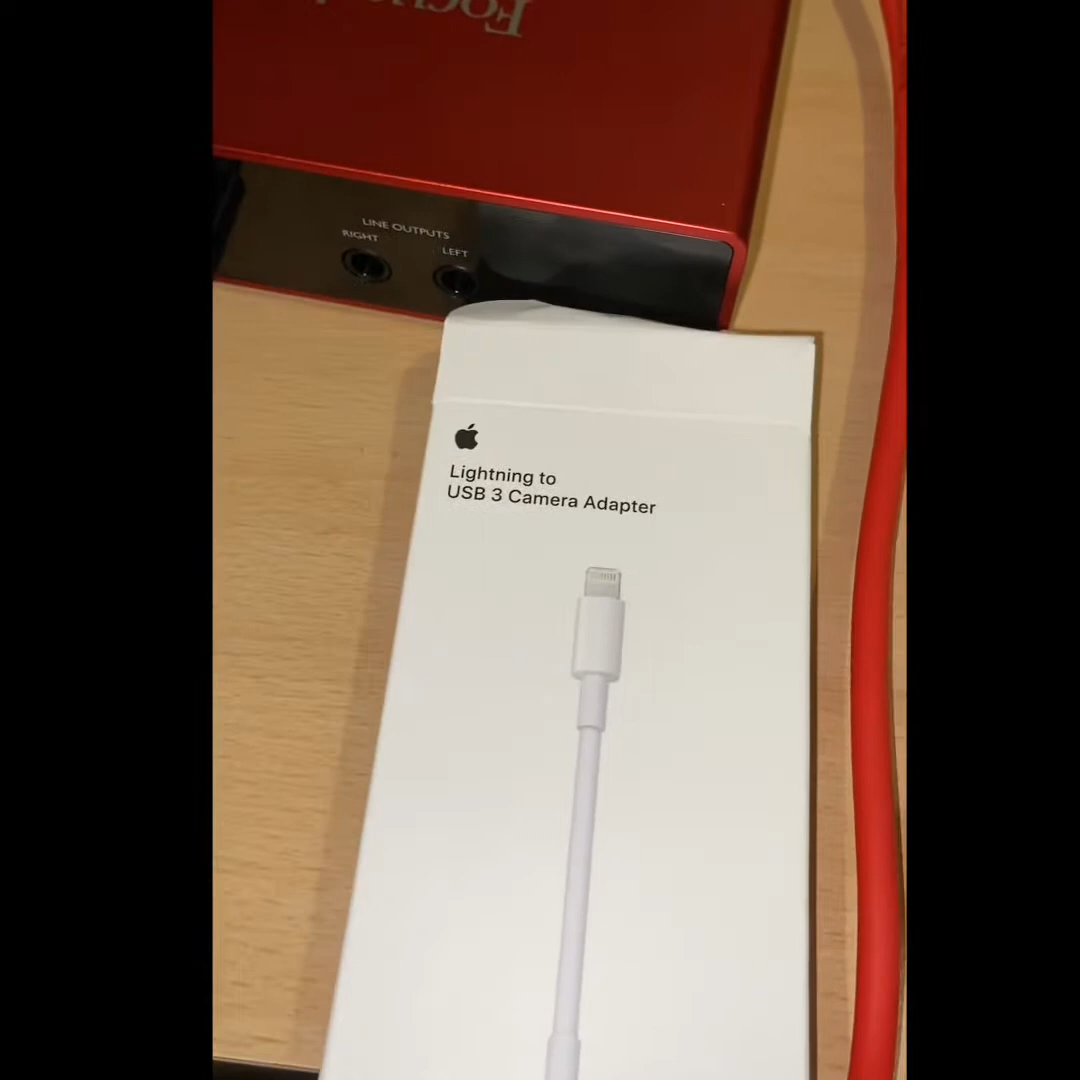 LINE OUTPUTS
RIGHT
LEFT
Lightning to
USB 3 Camera Adapter